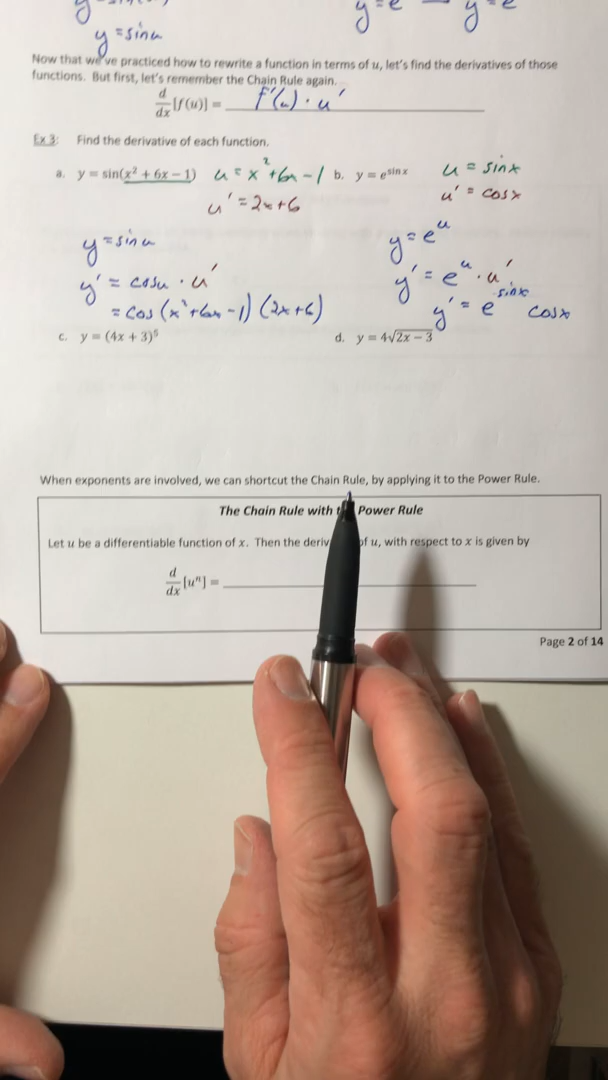 y = sin u
Now that we've practiced how to rewrite a function in terms of u, let's find the derivatives of those
functions. But first, let's remember the Chain Rule again.
d/dx [f(u)] = f'(u) · u'
Ex 3: Find the derivative of each function.
a. y = sin(x² + 6x − 1) u = x² + 6x − 1 b. y = e^(sin x) u = sin x
u' = 2x + 6 u' = cos x
y = sin u y = e^u
y' = cos u · u' y' = e^u · u'
= cos (x² + 6x − 1) (2x + 6) y' = e^(sin x) cos x
c. y = (4x + 3)⁵ d. y = 4√(2x − 3)
When exponents are involved, we can shortcut the Chain Rule, by applying it to the Power Rule.
The Chain Rule with Power Rule
Let u be a differentiable function of x. Then the of u, with respect to x is given by
d/dx [uⁿ] =
Page 2 of 14